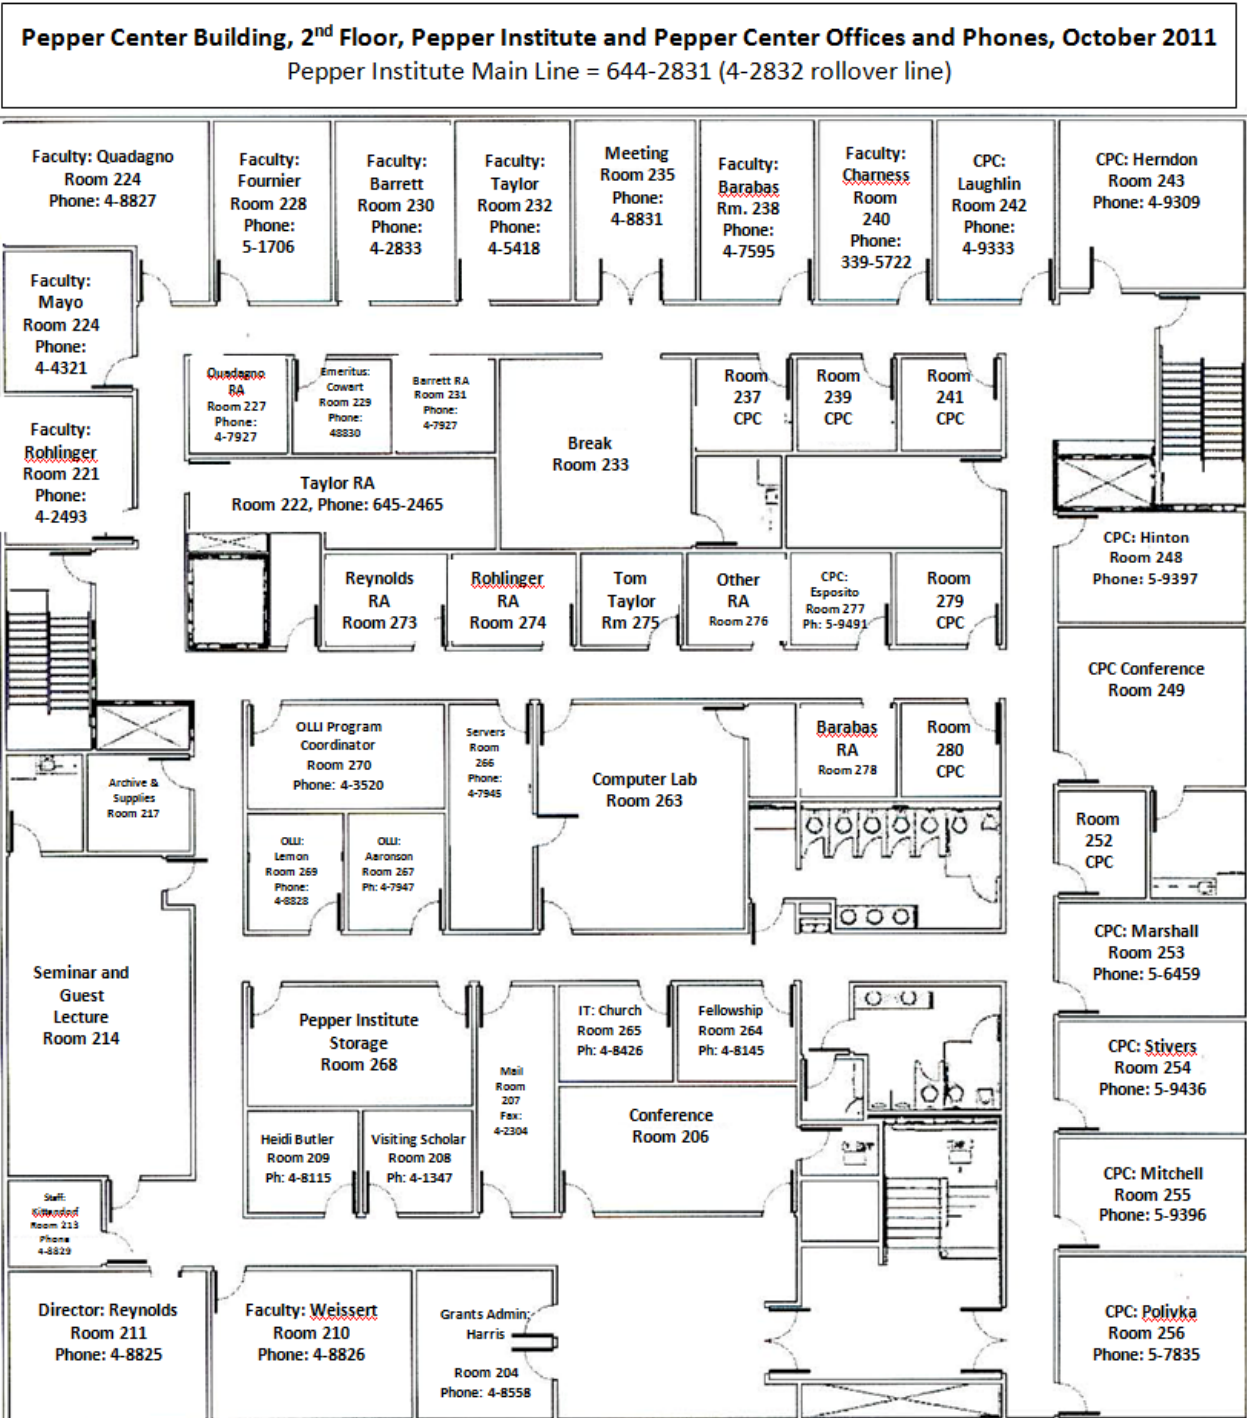 Pepper Center Building, 2nd Floor, Pepper Institute and Pepper Center Offices and Phones, October 2011
Pepper Institute Main Line = 644-2831 (4-2832 rollover line)
Faculty: Quadagno
Room 224
Phone: 4-8827
Faculty:
Fournier
Room 228
Phone:
5-1706
Faculty:
Barrett
Room 230
Phone:
4-2833
Faculty:
Taylor
Room 232
Phone:
4-5418
Meeting
Room 235
Phone:
4-8831
Faculty:
Barabas
Rm. 238
Phone:
4-7595
Faculty:
Charness
Room
240
Phone:
339-5722
CPC:
Laughlin
Room 242
Phone:
4-9333
CPC: Herndon
Room 243
Phone: 4-9309
Faculty:
Mayo
Room 224
Phone:
4-4321
Quadagno
RA
Room 227
Phone:
4-7927
Emeritus:
Cowart
Room 229
Phone:
48830
Barrett RA
Room 231
Phone:
4-7927
Break
Room 233
Room
237
CPC
Room
239
CPC
Room
241
CPC
Faculty:
Rohlinger
Room 221
Phone:
4-2493
Taylor RA
Room 222, Phone: 645-2465
CPC: Hinton
Room 248
Phone: 5-9397
Reynolds
RA
Room 273
Rohlinger
RA
Room 274
Tom
Taylor
Rm 275
Other
RA
Room 276
CPC:
Esposito
Room 277
Ph: 5-9491
Room
279
CPC
CPC Conference
Room 249
OLLI Program
Coordinator
Room 270
Phone: 4-3520
Servers
Room
266
Phone:
4-7945
Computer Lab
Room 263
Barabas
RA
Room 278
Room
280
CPC
Archive &
Supplies
Room 217
OLLI:
Lemon
Room 269
Phone:
4-8828
OLLI:
Aaronson
Room 267
Ph: 4-7947
Room
252
CPC
CPC: Marshall
Room 253
Phone: 5-6459
Seminar and
Guest
Lecture
Room 214
Pepper Institute
Storage
Room 268
Mail
Room
207
Fax:
4-2304
IT: Church
Room 265
Ph: 4-8426
Fellowship
Room 264
Ph: 4-8145
CPC: Stivers
Room 254
Phone: 5-9436
Conference
Room 206
Heidi Butler
Room 209
Ph: 4-8115
Visiting Scholar
Room 208
Ph: 4-1347
CPC: Mitchell
Room 255
Phone: 5-9396
Staff:
Kittendorf
Room 213
Phone
4-8829
Director: Reynolds
Room 211
Phone: 4-8825
Faculty: Weissert
Room 210
Phone: 4-8826
Grants Admin:
Harris
Room 204
Phone: 4-8558
CPC: Polivka
Room 256
Phone: 5-7835